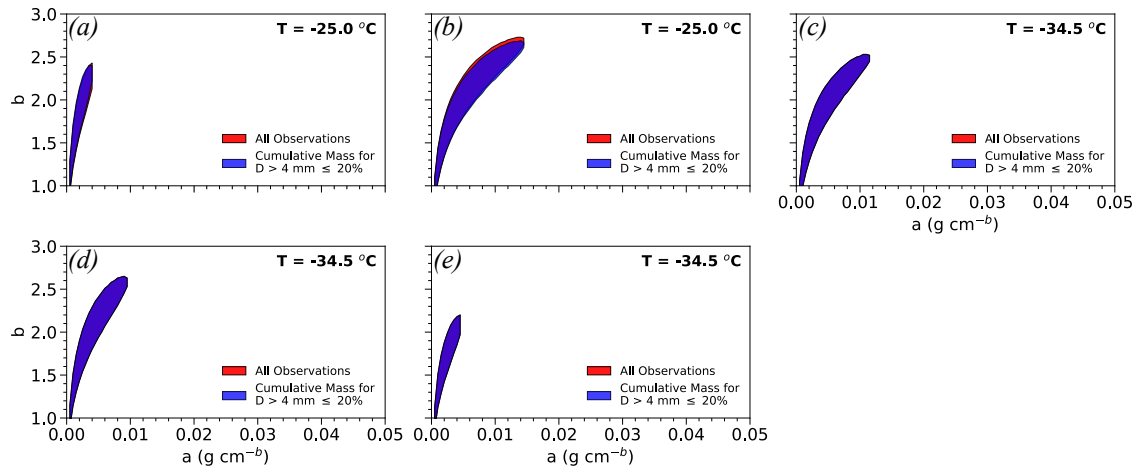 (a)
T = -25.0 °C
3.0
2.5
2.0
1.5
1.0
b
All Observations
Cumulative Mass for
D > 4 mm ≤ 20%
(b)
T = -25.0 °C
All Observations
Cumulative Mass for
D > 4 mm ≤ 20%
(c)
T = -34.5 °C
All Observations
Cumulative Mass for
D > 4 mm ≤ 20%
0.00 0.01 0.02 0.03 0.04 0.05
a (g cm⁻ᵇ)
(d)
T = -34.5 °C
3.0
2.5
2.0
1.5
1.0
b
All Observations
Cumulative Mass for
D > 4 mm ≤ 20%
0.00 0.01 0.02 0.03 0.04 0.05
a (g cm⁻ᵇ)
(e)
T = -34.5 °C
All Observations
Cumulative Mass for
D > 4 mm ≤ 20%
0.00 0.01 0.02 0.03 0.04 0.05
a (g cm⁻ᵇ)